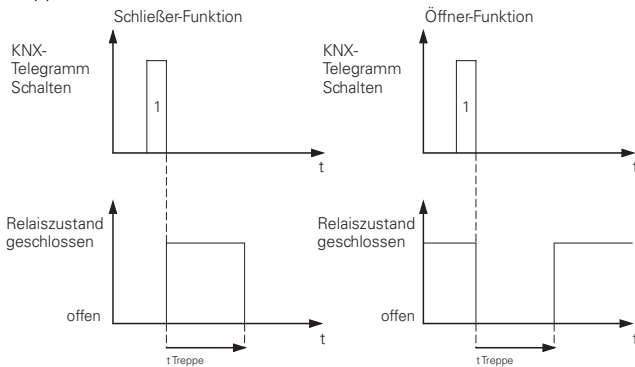 Schließer-Funktion
KNX-
Telegramm
Schalten
1
t
Relaiszustand
geschlossen
offen
t
t Treppe
Öffner-Funktion
KNX-
Telegramm
Schalten
1
t
Relaiszustand
geschlossen
offen
t
t Treppe